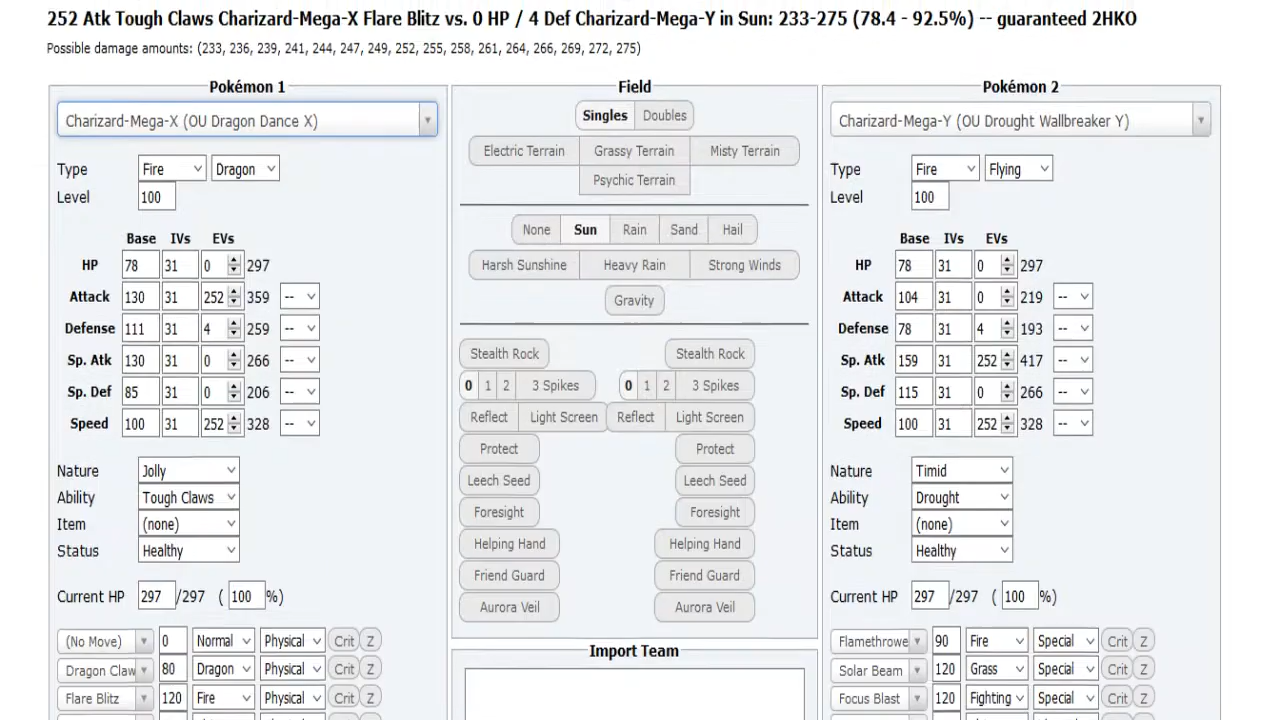 252 Atk Tough Claws Charizard-Mega-X Flare Blitz vs. 0 HP / 4 Def Charizard-Mega-Y in Sun: 233-275 (78.4 - 92.5%) -- guaranteed 2HKO
Possible damage amounts: (233, 236, 239, 241, 244, 247, 249, 252, 255, 258, 261, 264, 266, 269, 272, 275)
Pokémon 1
Charizard-Mega-X (OU Dragon Dance X)
Type Fire Dragon
Level 100
Base IVs EVs
HP 78 31 0 297
Attack 130 31 252 359 --
Defense 111 31 4 259 --
Sp. Atk 130 31 0 266 --
Sp. Def 85 31 0 206 --
Speed 100 31 252 328 --
Nature Jolly
Ability Tough Claws
Item (none)
Status Healthy
Current HP 297 /297 ( 100 %)
(No Move) 0 Normal Physical Crit Z
Dragon Claw 80 Dragon Physical Crit Z
Flare Blitz 120 Fire Physical Crit Z
Field
Singles Doubles
Electric Terrain Grassy Terrain Misty Terrain
Psychic Terrain
None Sun Rain Sand Hail
Harsh Sunshine Heavy Rain Strong Winds
Gravity
Stealth Rock Stealth Rock
0 1 2 3 Spikes 0 1 2 3 Spikes
Reflect Light Screen Reflect Light Screen
Protect Protect
Leech Seed Leech Seed
Foresight Foresight
Helping Hand Helping Hand
Friend Guard Friend Guard
Aurora Veil Aurora Veil
Import Team
Pokémon 2
Charizard-Mega-Y (OU Drought Wallbreaker Y)
Type Fire Flying
Level 100
Base IVs EVs
HP 78 31 0 297
Attack 104 31 0 219 --
Defense 78 31 4 193 --
Sp. Atk 159 31 252 417 --
Sp. Def 115 31 0 266 --
Speed 100 31 252 328 --
Nature Timid
Ability Drought
Item (none)
Status Healthy
Current HP 297 /297 ( 100 %)
Flamethrowe 90 Fire Special Crit Z
Solar Beam 120 Grass Special Crit Z
Focus Blast 120 Fighting Special Crit Z